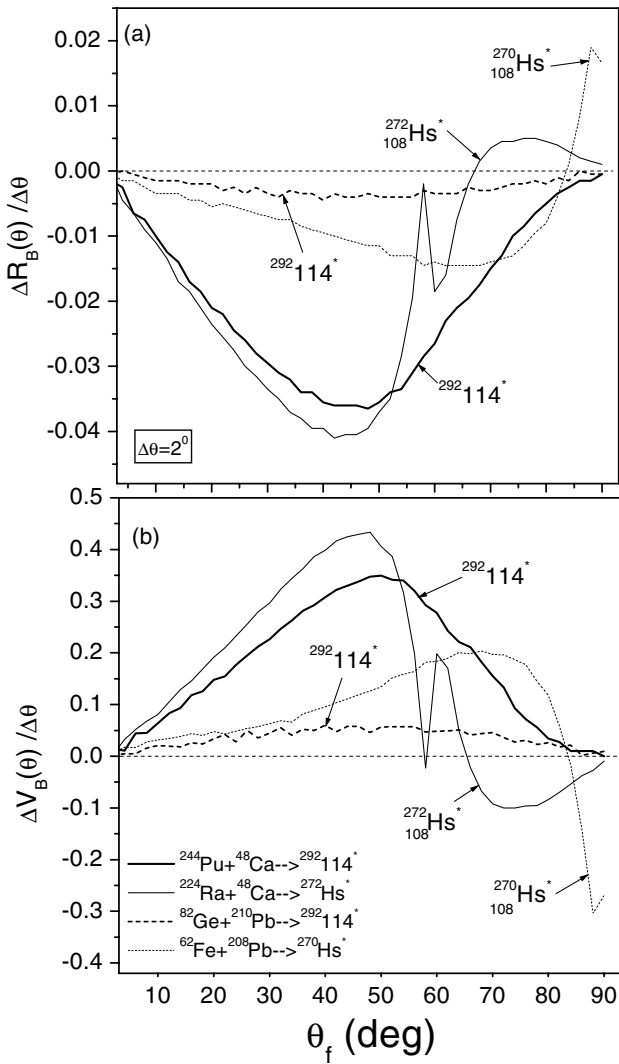 (a)
0.02
0.01
0.00
-0.01
-0.02
-0.03
-0.04
ΔR_B(θ) /Δθ
²⁷⁰₁₀₈Hs*
²⁷²₁₀₈Hs*
²⁹²114*
²⁹²114*
Δθ=2⁰
(b)
0.5
0.4
0.3
0.2
0.1
0.0
-0.1
-0.2
-0.3
-0.4
ΔV_B(θ) /Δθ
²⁹²114*
²⁹²114*
²⁷²₁₀₈Hs*
²⁷⁰₁₀₈Hs*
²⁴⁴Pu+⁴⁸Ca-->²⁹²114*
²²⁴Ra+⁴⁸Ca-->²⁷²Hs*
⁸²Ge+²¹⁰Pb-->²⁹²114*
⁶²Fe+²⁰⁸Pb-->²⁷⁰Hs*
10 20 30 40 50 60 70 80 90
θ_f (deg)